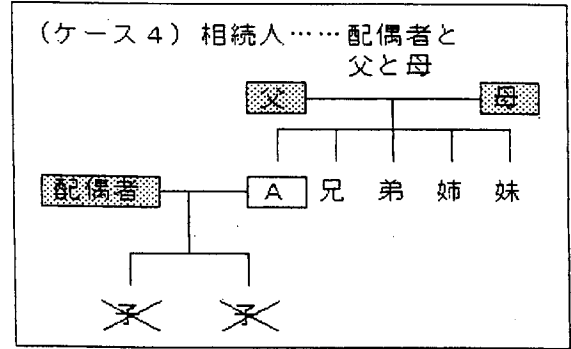 (ケース4) 相続人……配偶者と
父と母
父 母
配偶者 A 兄 弟 姉 妹
子 子